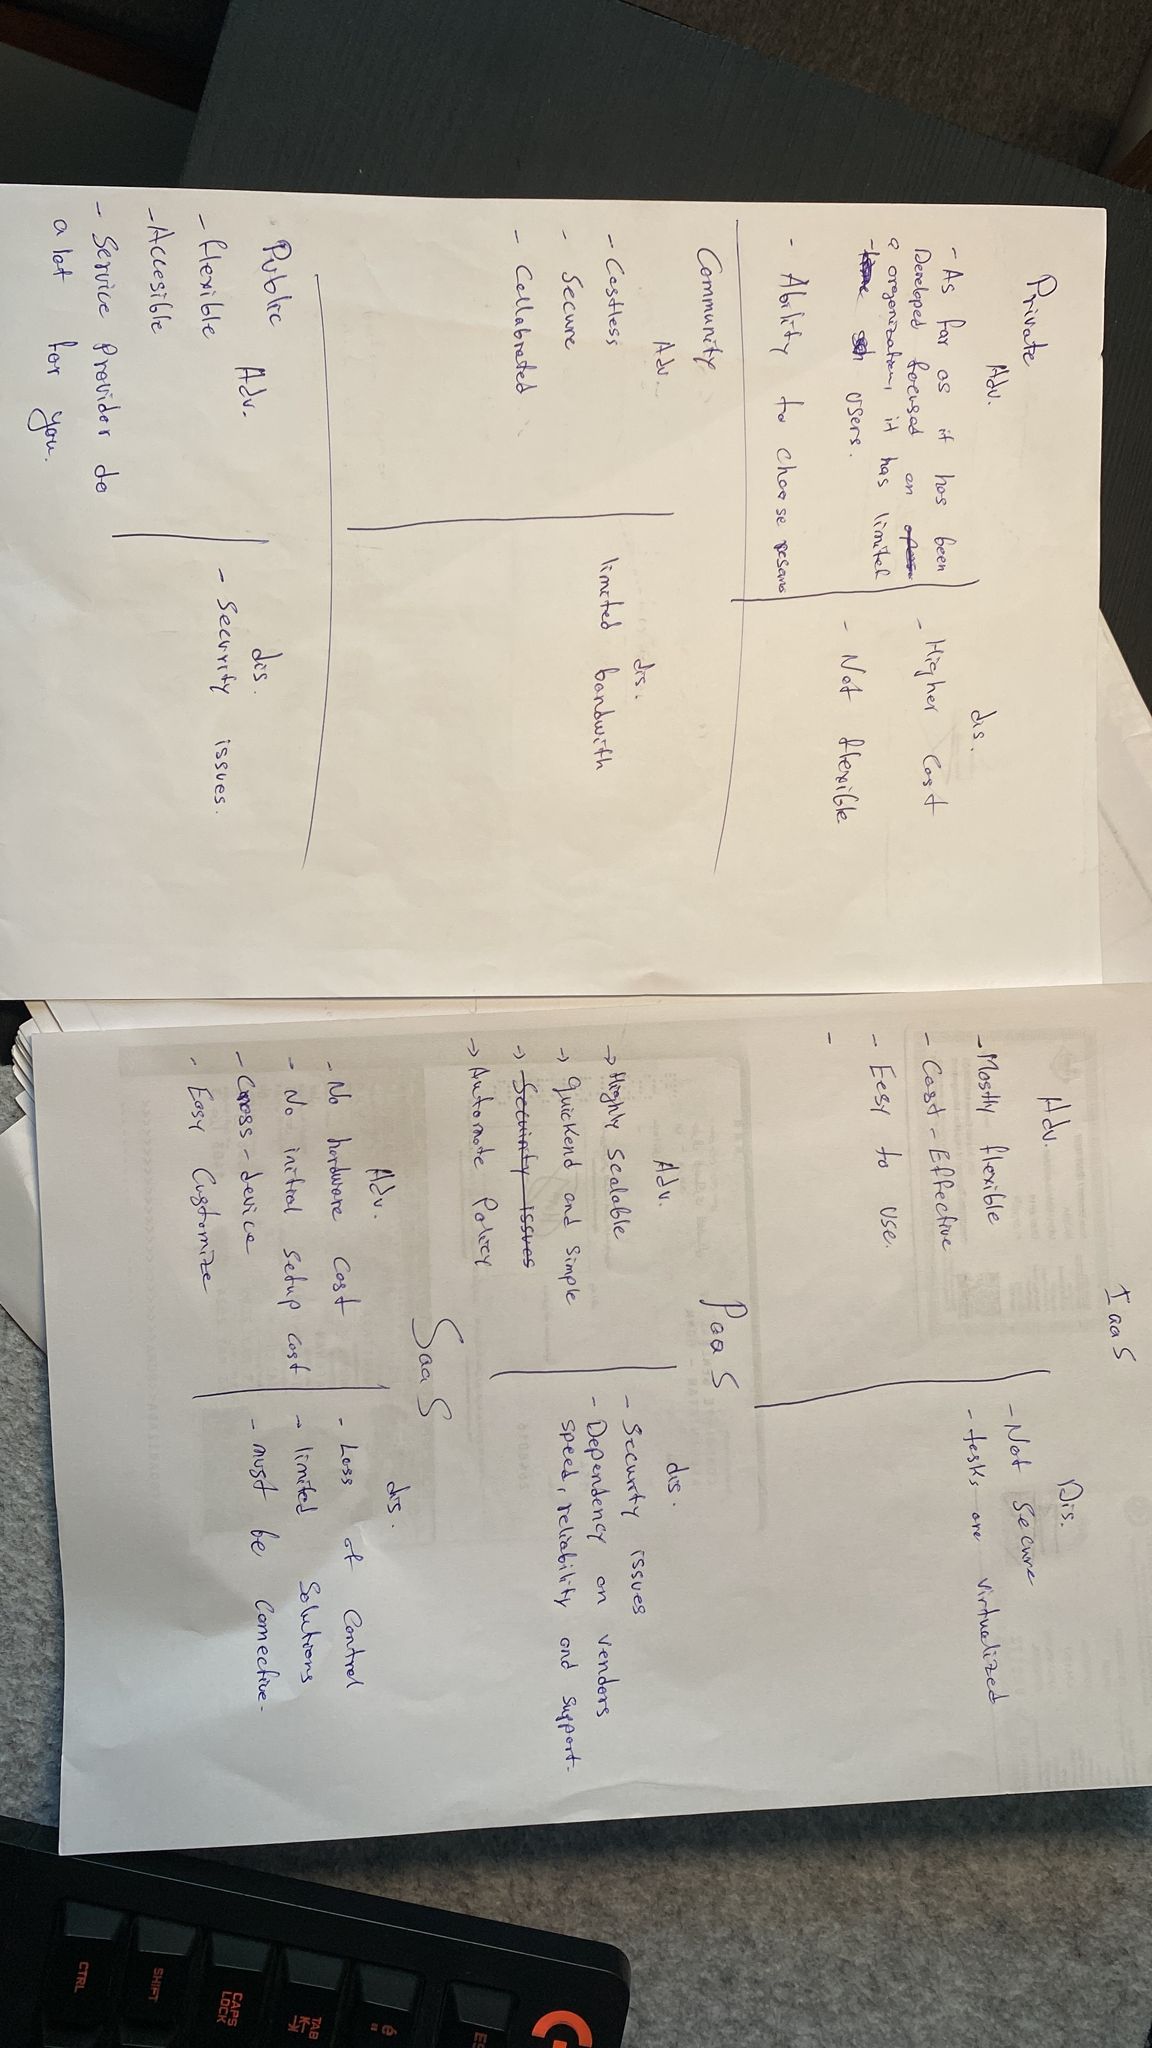 Private
Adv.
dis.
- As far as it has been
Developed focused on
a organization, it has limited
users.
- Ability to choose
- Higher cost
- Not flexible
Community
Adv.
dis.
- Costless
- Secure
- Collabrated
limited bandwith
Public
Adv.
dis.
- flexible
- Accesible
- Service Provider do
a lot for you.
- Security issues.
IaaS
Adv.
Dis.
- Mostly flexible
- Cost-Effective
- Eesy to use.
-
- Not Secure
- tasks are virtualized
PaaS
Adv.
dis.
→ Highly Scalable
→ Quickend and Simple
→ Security issues
→ Automate Policy
- Security issues
- Dependency on vendors
speed, reliability and support.
SaaS
Adv.
dis.
- No hardware Cost
- No initial Setup cost
- Cross-device
- Easy Customize
- Loss of Control
- limited Solutions
- must be Connective.
CTRL
SHIFT
CAPS
LOCK
TAB